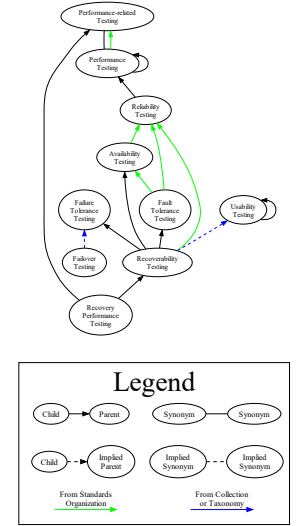 Performance-related
Testing
Performance
Testing
Reliability
Testing
Availability
Testing
Failure
Tolerance
Testing
Fault
Tolerance
Testing
Usability
Testing
Failover
Testing
Recoverability
Testing
Recovery
Performance
Testing
Legend
Child
Parent
Synonym
Synonym
Child
Implied
Parent
Implied
Synonym
Implied
Synonym
From Standards
Organization
From Collection
or Taxonomy